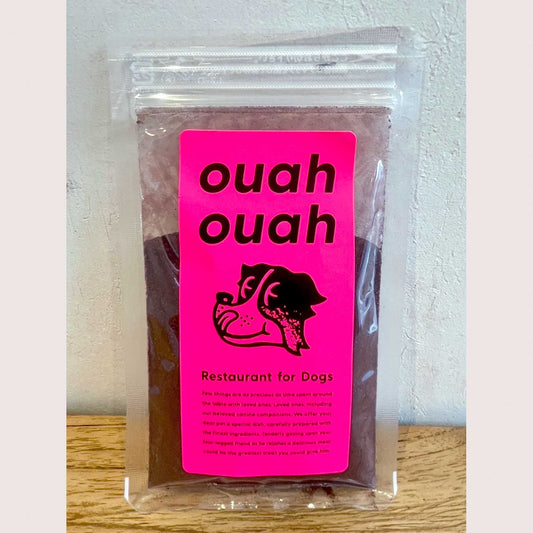 ouah
ouah
Restaurant for Dogs
Few things are as precious as time spent around
the table with loved ones. Loved ones, including
our beloved canine companions. We offer your
dear pet a special dish, carefully prepared with
the finest ingredients. Tenderly gazing upon your
four-legged friend as he relishes a delicious meal
could be the greatest treat you could give him.